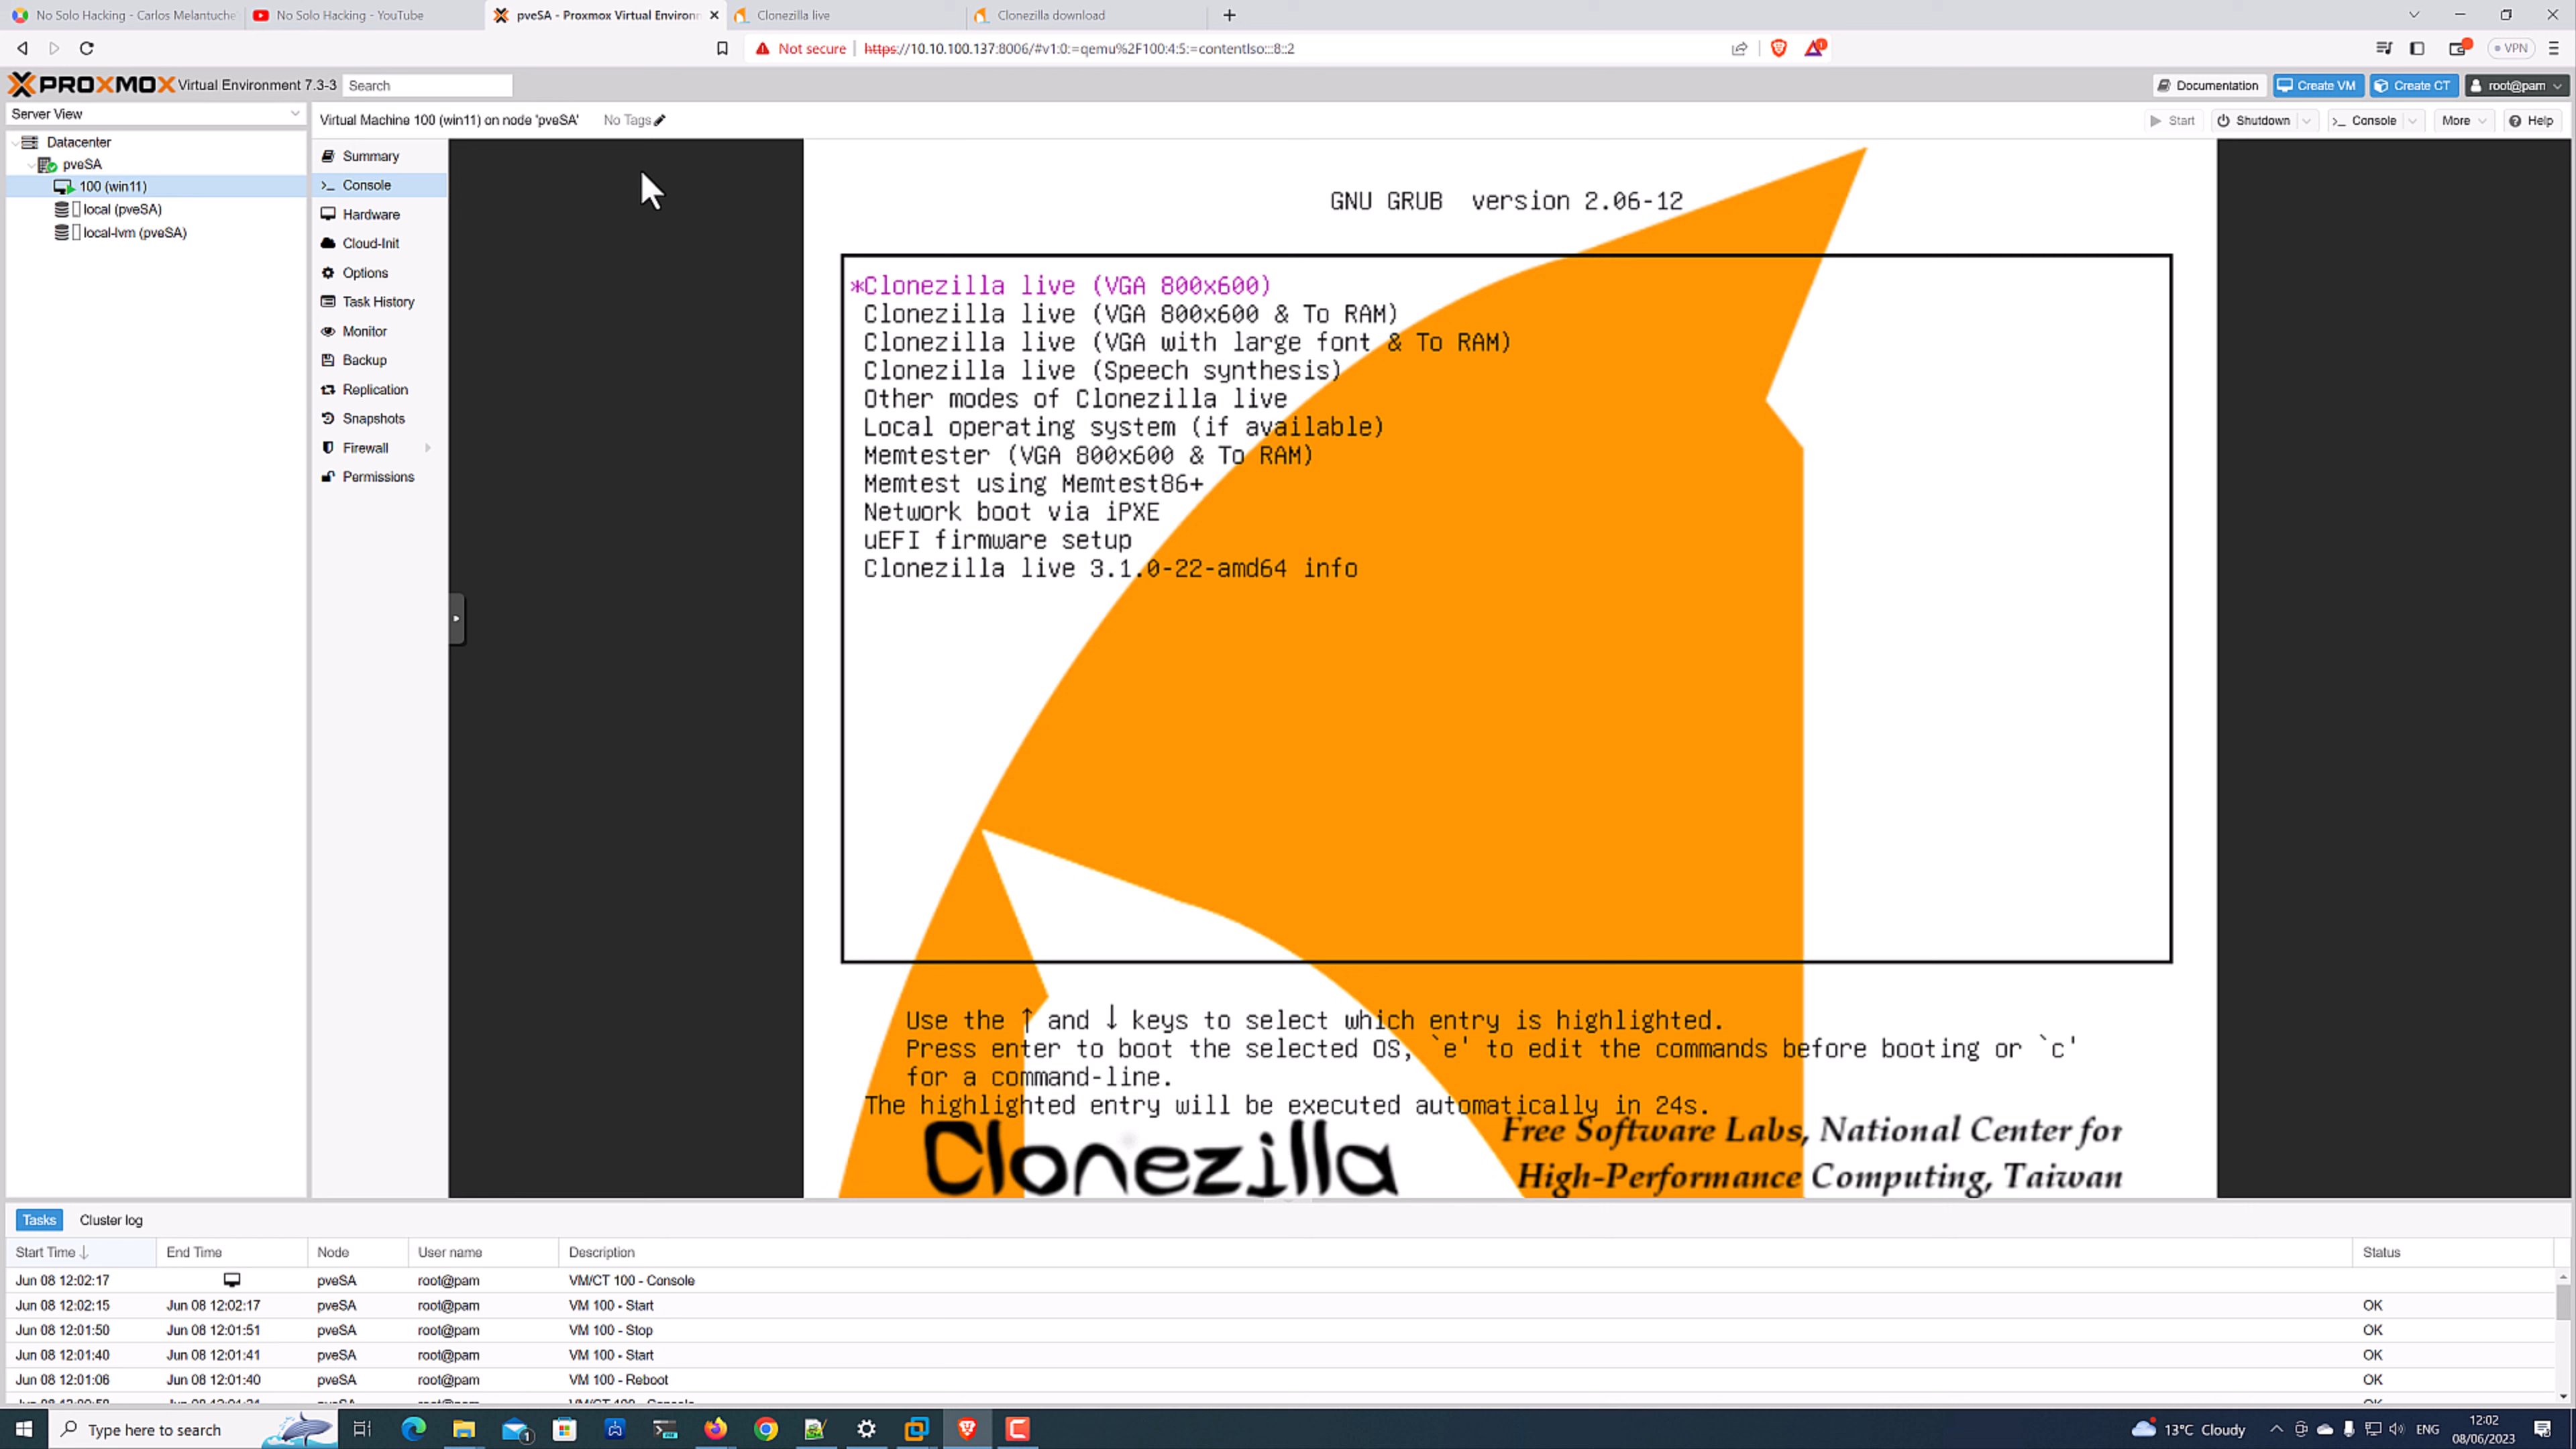 No Solo Hacking - Carlos Melantuche
No Solo Hacking - YouTube
pveSA - Proxmox Virtual Environ
Clonezilla live
Clonezilla download
Not secure
https://10.10.100.137:8006/#v1:0:=qemu%2F100:4:5:=contentIso:::8::2
VPN
PROXMOX Virtual Environment 7.3-3
Search
Documentation
Create VM
Create CT
root@pam
Server View
Virtual Machine 100 (win11) on node 'pveSA'
No Tags
Start
Shutdown
Console
More
Help
Datacenter
pveSA
100 (win11)
local (pveSA)
local-lvm (pveSA)
Summary
Console
Hardware
Cloud-Init
Options
Task History
Monitor
Backup
Replication
Snapshots
Firewall
Permissions
GNU GRUB version 2.06-12
*Clonezilla live (VGA 800x600)
Clonezilla live (VGA 800x600 & To RAM)
Clonezilla live (VGA with large font & To RAM)
Clonezilla live (Speech synthesis)
Other modes of Clonezilla live
Local operating system (if available)
Memtester (VGA 800x600 & To RAM)
Memtest using Memtest86+
Network boot via iPXE
uEFI firmware setup
Clonezilla live 3.1.0-22-amd64 info
Use the ↑ and ↓ keys to select which entry is highlighted.
Press enter to boot the selected OS, `e' to edit the commands before booting or `c'
for a command-line.
The highlighted entry will be executed automatically in 24s.
Clonezilla
Free Software Labs, National Center for
High-Performance Computing, Taiwan
Tasks
Cluster log
Start Time
End Time
Node
User name
Description
Status
Jun 08 12:02:17 pveSA root@pam VM/CT 100 - Console
Jun 08 12:02:15 Jun 08 12:02:17 pveSA root@pam VM 100 - Start OK
Jun 08 12:01:50 Jun 08 12:01:51 pveSA root@pam VM 100 - Stop OK
Jun 08 12:01:40 Jun 08 12:01:41 pveSA root@pam VM 100 - Start OK
Jun 08 12:01:06 Jun 08 12:01:40 pveSA root@pam VM 100 - Reboot OK
Type here to search
1
13°C Cloudy
ENG
12:02
08/06/2023